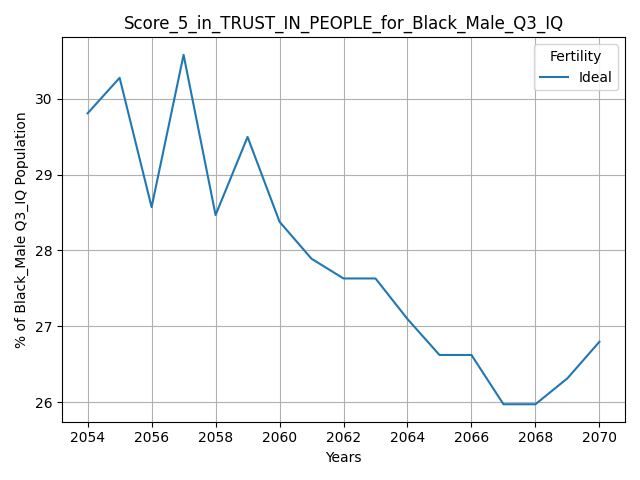 Score_5_in_TRUST_IN_PEOPLE_for_Black_Male_Q3_IQ
Fertility
Ideal
% of Black_Male Q3_IQ Population
30
29
28
27
26
2054 2056 2058 2060 2062 2064 2066 2068 2070
Years